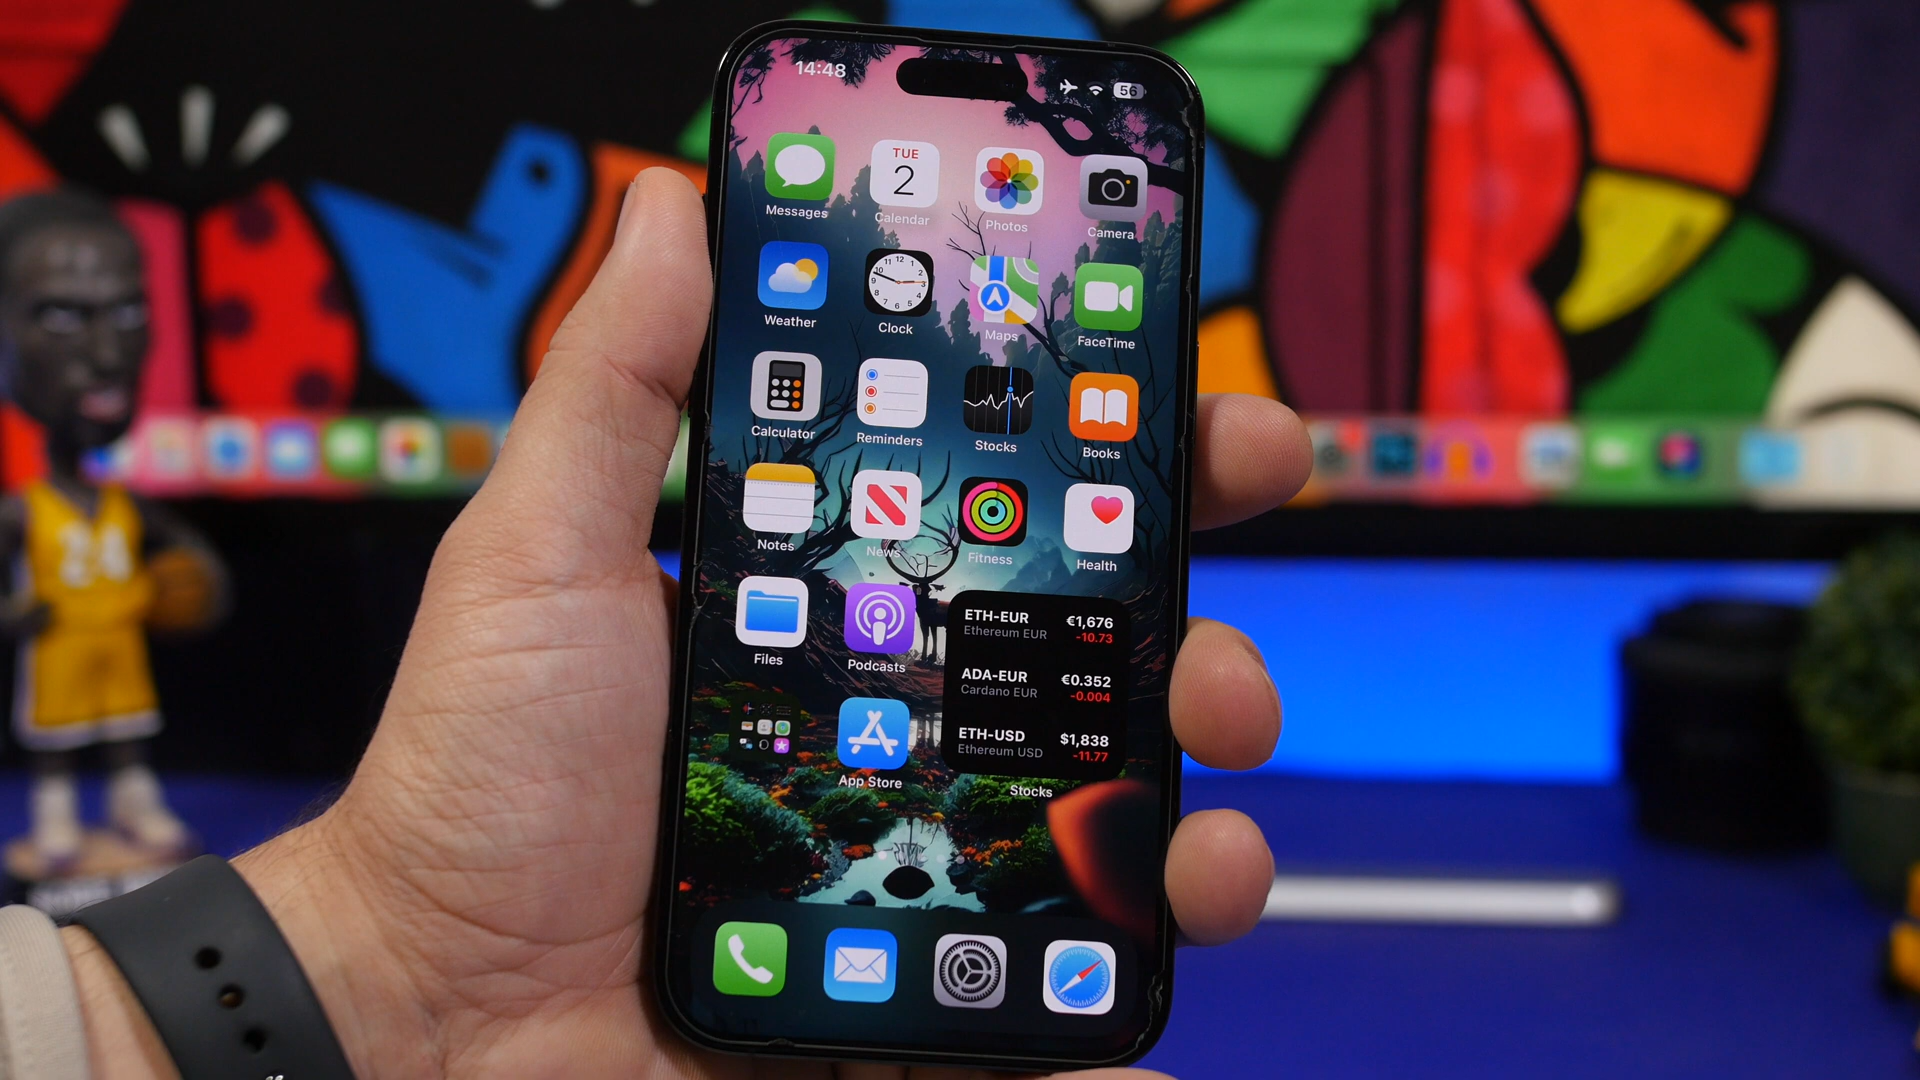 14:48
56
TUE
2
Messages
Calendar
Photos
Camera
Weather
Clock
Maps
FaceTime
Calculator
Reminders
Stocks
Books
Notes
News
Fitness
Health
ETH-EUR €1,676
Ethereum EUR -10.73
ADA-EUR €0.352
Cardano EUR -0.004
ETH-USD $1,838
Ethereum USD -11.77
Files
Podcasts
App Store
Stocks
24